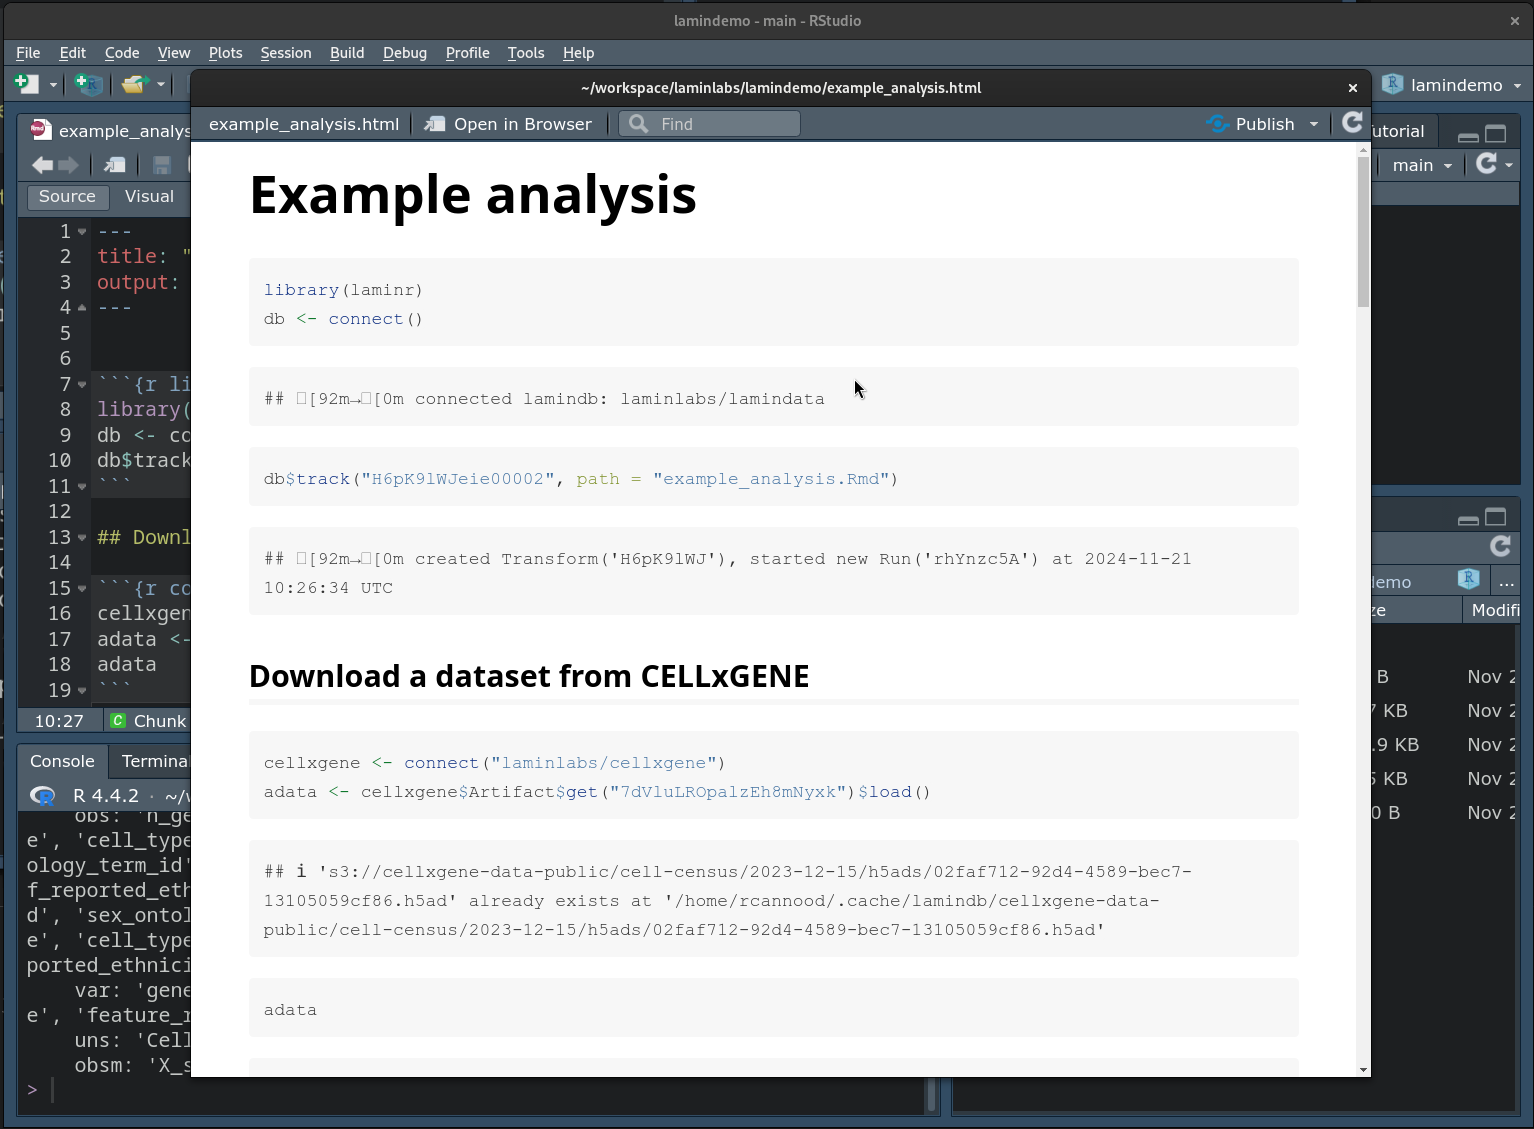 lamindemo - main - RStudio
File Edit Code View Plots Session Build Debug Profile Tools Help
lamindemo
~/workspace/laminlabs/lamindemo/example_analysis.html
example_analysis.html Open in Browser Find Publish
Example analysis
library(laminr)
db <- connect()
## □[92m→□[0m connected lamindb: laminlabs/lamindata
db$track("H6pK9lWJeie00002", path = "example_analysis.Rmd")
## □[92m→□[0m created Transform('H6pK9lWJ'), started new Run('rhYnzc5A') at 2024-11-21
10:26:34 UTC
Download a dataset from CELLxGENE
cellxgene <- connect("laminlabs/cellxgene")
adata <- cellxgene$Artifact$get("7dVluLROpalzEh8mNyxk")$load()
## i 's3://cellxgene-data-public/cell-census/2023-12-15/h5ads/02faf712-92d4-4589-bec7-
13105059cf86.h5ad' already exists at '/home/rcannood/.cache/lamindb/cellxgene-data-
public/cell-census/2023-12-15/h5ads/02faf712-92d4-4589-bec7-13105059cf86.h5ad'
adata
example_analys
Source Visual
1 ---
2 title: "
3 output:
4 ---
5
6
7 ```{r li
8 library(
9 db <- co
10 db$track
11 ```
12
13 ## Downl
14
15 ```{r co
16 cellxgen
17 adata <-
18 adata
19 ```
10:27 Chunk
Console Termina
R 4.4.2 · ~/w
obs: 'n_ge
e', 'cell_type
ology_term_id'
f_reported_eth
d', 'sex_ontol
e', 'cell_type
ported_ethnici
var: 'gene
e', 'feature_r
uns: 'Cell
obsm: 'X_s
>
utorial
main
demo ...
ze Modifi
B Nov 2
7 KB Nov 2
.9 KB Nov 2
5 KB Nov 2
0 B Nov 2